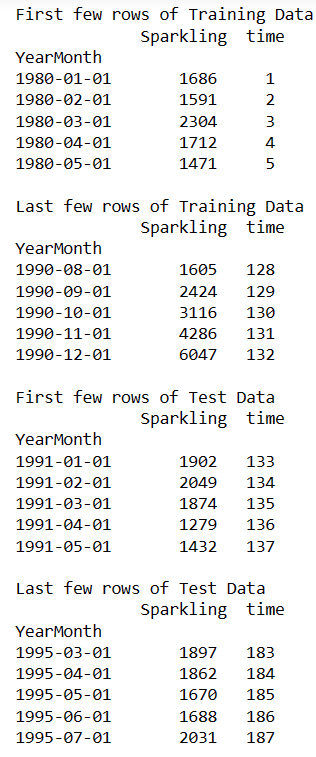 First few rows of Training Data
Sparkling time
YearMonth
1980-01-01 1686 1
1980-02-01 1591 2
1980-03-01 2304 3
1980-04-01 1712 4
1980-05-01 1471 5
Last few rows of Training Data
Sparkling time
YearMonth
1990-08-01 1605 128
1990-09-01 2424 129
1990-10-01 3116 130
1990-11-01 4286 131
1990-12-01 6047 132
First few rows of Test Data
Sparkling time
YearMonth
1991-01-01 1902 133
1991-02-01 2049 134
1991-03-01 1874 135
1991-04-01 1279 136
1991-05-01 1432 137
Last few rows of Test Data
Sparkling time
YearMonth
1995-03-01 1897 183
1995-04-01 1862 184
1995-05-01 1670 185
1995-06-01 1688 186
1995-07-01 2031 187